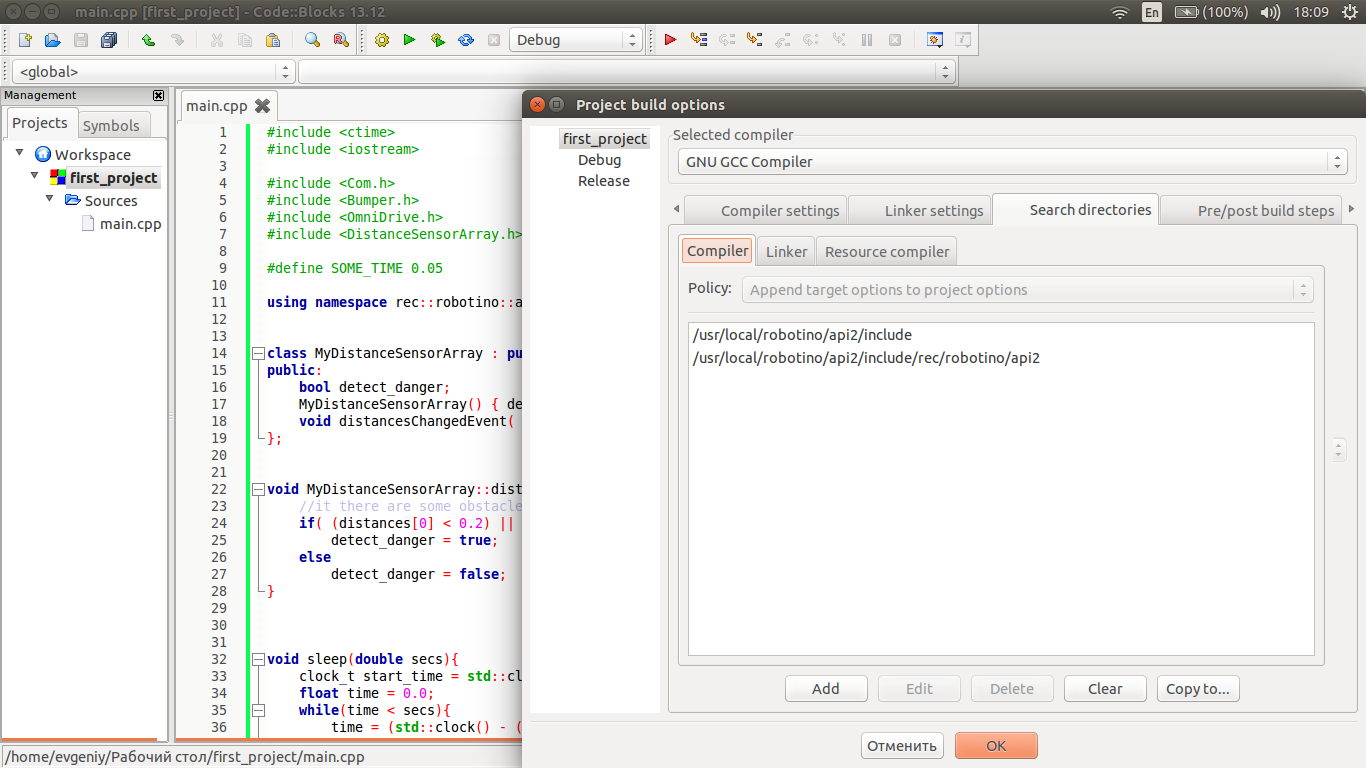 main.cpp [first_project] - Code::Blocks 13.12
En (100%) 18:09
Debug
<global>
Management
Projects Symbols
Workspace
first_project
Sources
main.cpp
main.cpp
1 #include <ctime>
2 #include <iostream>
3
4 #include <Com.h>
5 #include <Bumper.h>
6 #include <OmniDrive.h>
7 #include <DistanceSensorArray.h>
8
9 #define SOME_TIME 0.05
10
11 using namespace rec::robotino::a
12
13
14 class MyDistanceSensorArray : pu
15 public:
16 bool detect_danger;
17 MyDistanceSensorArray() { de
18 void distancesChangedEvent(
19 };
20
21
22 void MyDistanceSensorArray::dist
23 //it there are some obstacle
24 if( (distances[0] < 0.2) ||
25 detect_danger = true;
26 else
27 detect_danger = false;
28 }
29
30
31
32 void sleep(double secs){
33 clock_t start_time = std::cl
34 float time = 0.0;
35 while(time < secs){
36 time = (std::clock() - (
/home/evgeniy/Рабочий стол/first_project/main.cpp
Project build options
first_project
Debug
Release
Selected compiler
GNU GCC Compiler
Compiler settings Linker settings Search directories Pre/post build steps
Compiler Linker Resource compiler
Policy: Append target options to project options
/usr/local/robotino/api2/include
/usr/local/robotino/api2/include/rec/robotino/api2
Add Edit Delete Clear Copy to...
Отменить OK